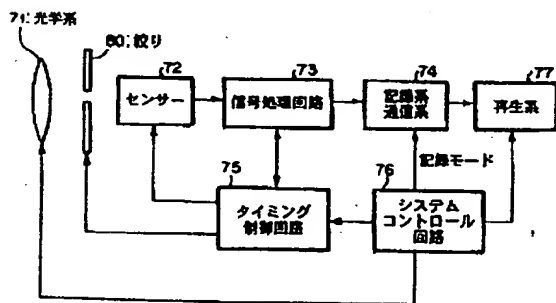 71:光学系
80:絞り
72
73
74
77
センサー
信号処理回路
記録系
通信系
再生系
記録モード
75
76
タイミング
制御回路
システム
コントロール
回路